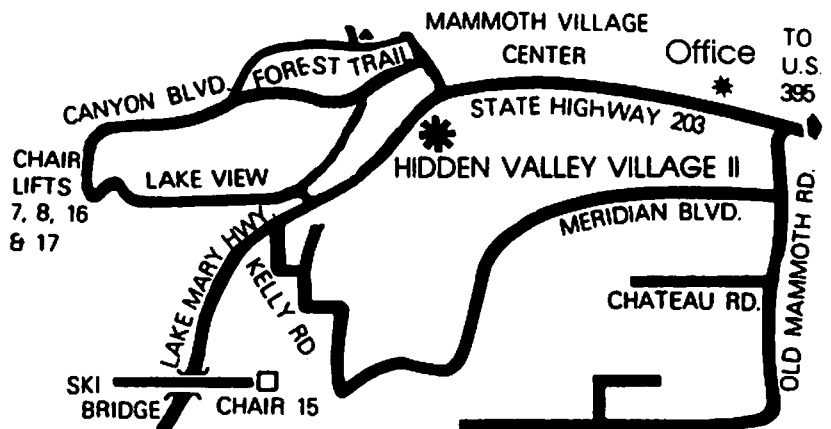 MAMMOTH VILLAGE
CENTER
Office
TO
U.S.
395
FOREST TRAIL
CANYON BLVD.
STATE HIGHWAY 203
CHAIR
LIFTS
7, 8, 16
& 17
LAKE VIEW
HIDDEN VALLEY VILLAGE II
MERIDIAN BLVD.
OLD MAMMOTH RD.
LAKE MARY HWY.
KELLY RD
CHATEAU RD.
SKI
BRIDGE
CHAIR 15